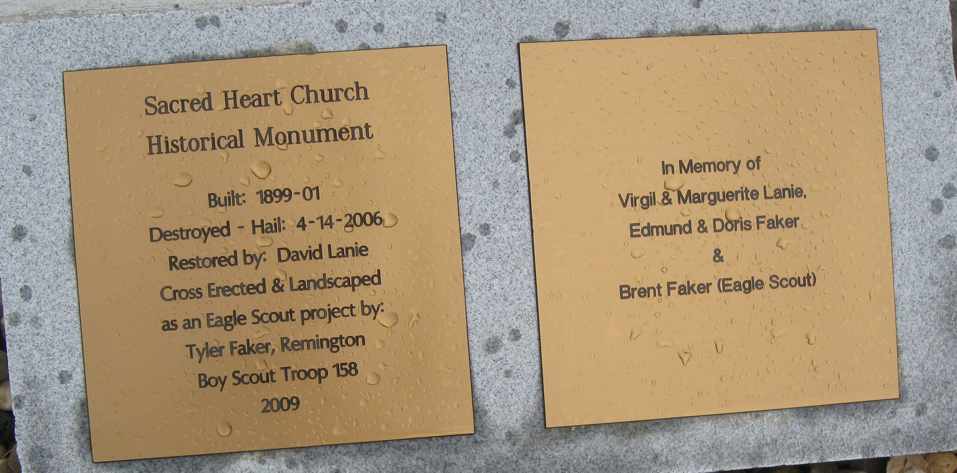 Sacred Heart Church
Historical Monument
Built: 1899-01
Destroyed - Hail: 4-14-2006
Restored by: David Lanie
Cross Erected & Landscaped
as an Eagle Scout project by:
Tyler Faker, Remington
Boy Scout Troop 158
2009
In Memory of
Virgil & Marguerite Lanie,
Edmund & Doris Faker
&
Brent Faker (Eagle Scout)